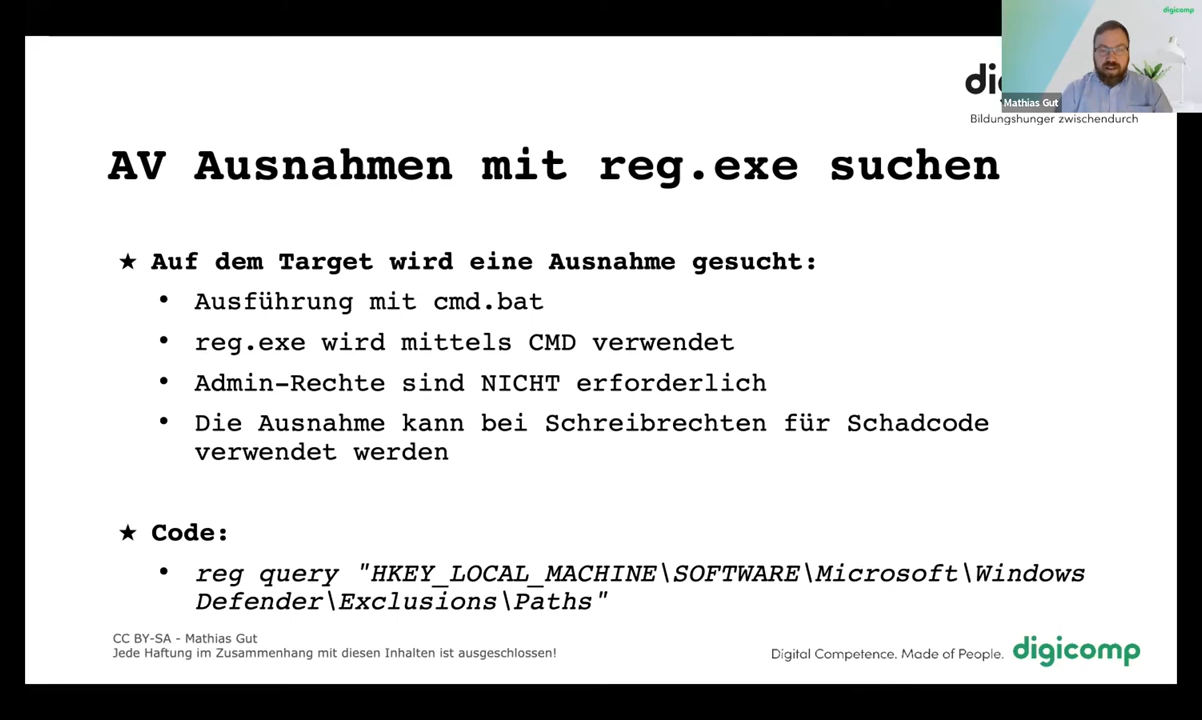 digicomp
Mathias Gut
Bildungshunger zwischendurch
AV Ausnahmen mit reg.exe suchen
★ Auf dem Target wird eine Ausnahme gesucht:
• Ausführung mit cmd.bat
• reg.exe wird mittels CMD verwendet
• Admin-Rechte sind NICHT erforderlich
• Die Ausnahme kann bei Schreibrechten für Schadcode
verwendet werden
★ Code:
• reg query "HKEY_LOCAL_MACHINE\SOFTWARE\Microsoft\Windows
Defender\Exclusions\Paths"
CC BY-SA - Mathias Gut
Jede Haftung im Zusammenhang mit diesen Inhalten ist ausgeschlossen!
Digital Competence. Made of People. digicomp